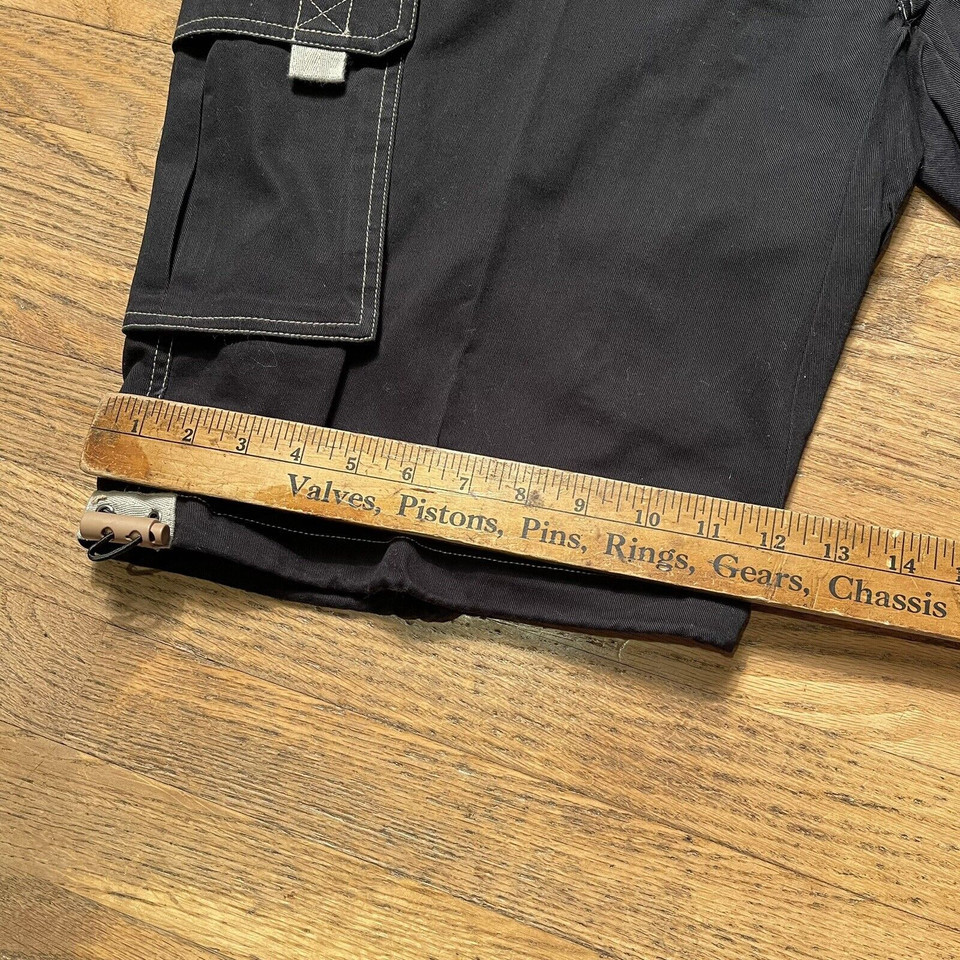 1 2 3 4 5 6 7 8 9 10 11 12 13 14
Valves, Pistons, Pins, Rings, Gears, Chassis